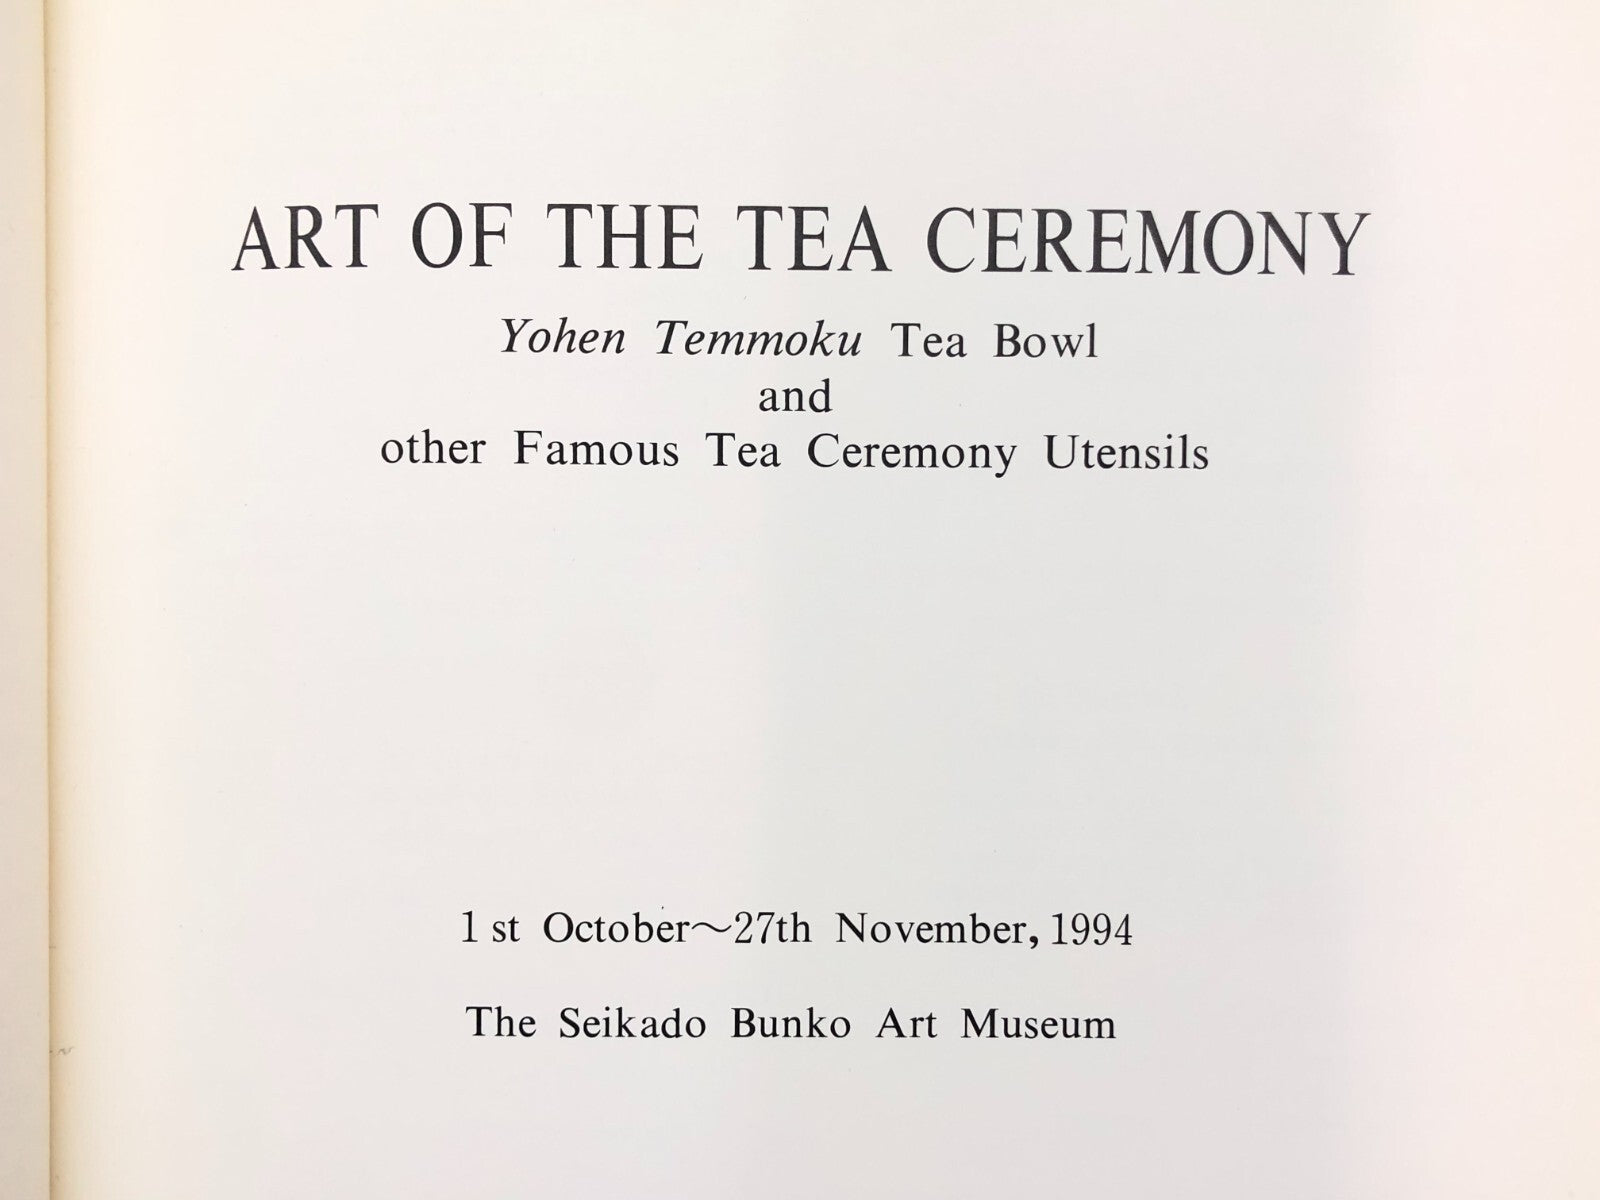 ART OF THE TEA CEREMONY
Yohen Temmoku Tea Bowl
and
other Famous Tea Ceremony Utensils
1 st October～27th November, 1994
The Seikado Bunko Art Museum